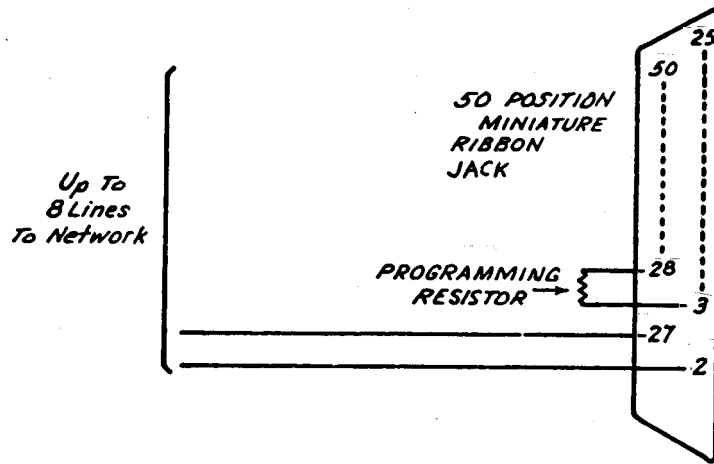 25
50
50 POSITION
MINIATURE
RIBBON
JACK
Up To
8 Lines
To Network
PROGRAMMING
RESISTOR
28
3
27
2